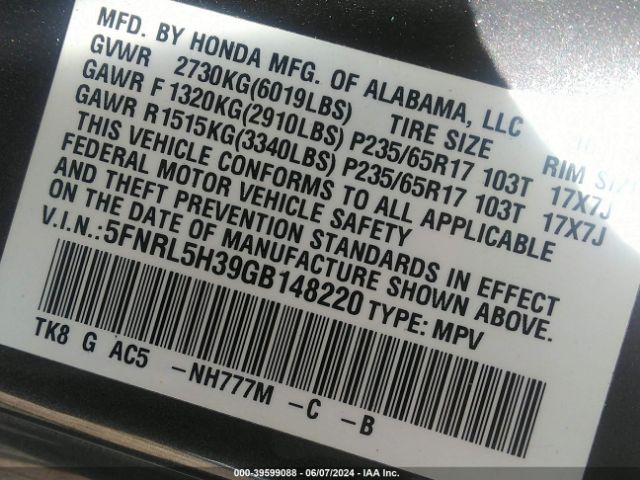 MFD. BY HONDA MFG. OF ALABAMA, LLC
GVWR 2730KG(6019LBS) TIRE SIZE RIM
GAWR F 1320KG(2910LBS) P235/65R17 103T 17X7J
GAWR R 1515KG(3340LBS) P235/65R17 103T 17X7J
THIS VEHICLE CONFORMS TO ALL APPLICABLE
FEDERAL MOTOR VEHICLE SAFETY
AND THEFT PREVENTION STANDARDS IN EFFECT
ON THE DATE OF MANUFACTURE SHOWN ABOVE.
V.I.N.:5FNRL5H39GB148220 TYPE: MPV
TK8 G AC5 -NH777M -C -B
000-39599088 - 06/07/2024 - IAA Inc.